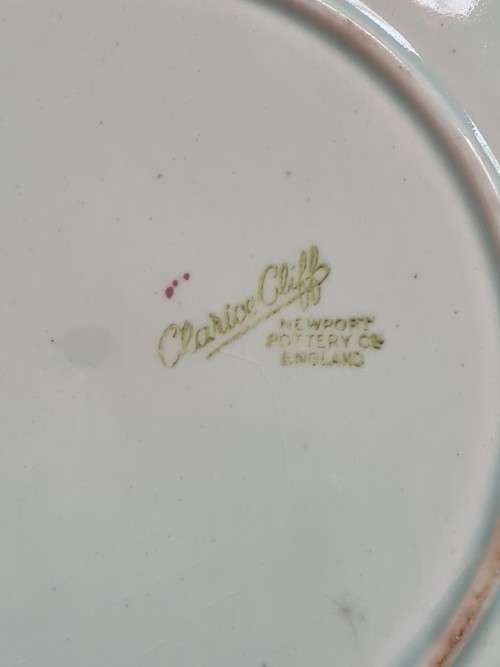 Clarice Cliff
NEWPORT
POTTERY Co
ENGLAND